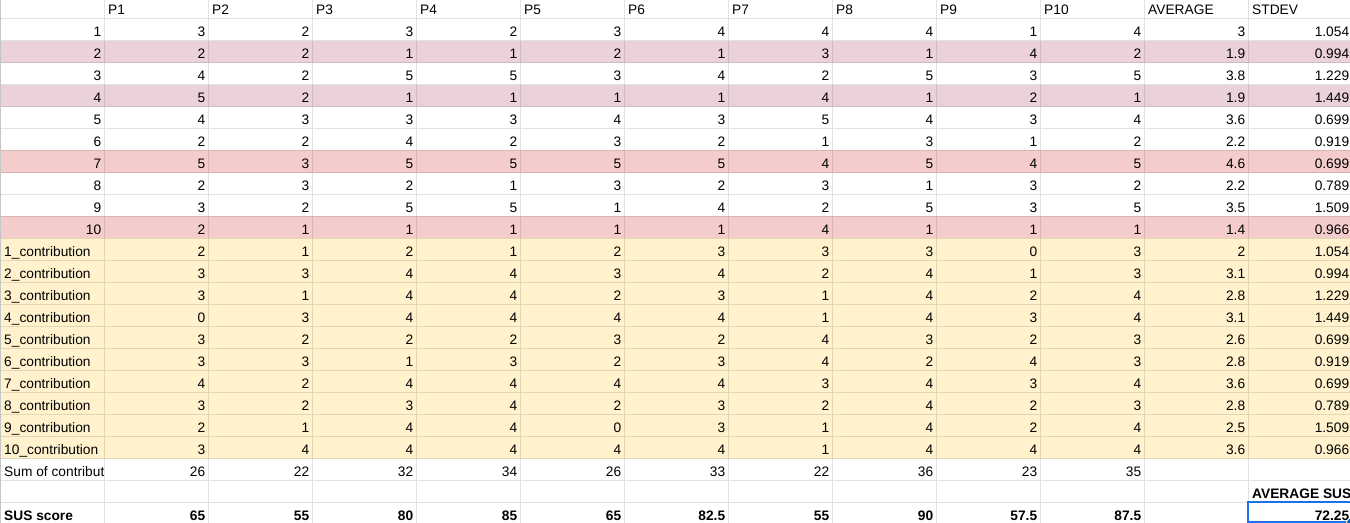 P1 P2 P3 P4 P5 P6 P7 P8 P9 P10 AVERAGE STDEV
1 3 2 3 2 3 4 4 4 1 4 3 1.054
2 2 2 1 1 2 1 3 1 4 2 1.9 0.994
3 4 2 5 5 3 4 2 5 3 5 3.8 1.229
4 5 2 1 1 1 1 4 1 2 1 1.9 1.449
5 4 3 3 3 4 3 5 4 3 4 3.6 0.699
6 2 2 4 2 3 2 1 3 1 2 2.2 0.919
7 5 3 5 5 5 5 4 5 4 5 4.6 0.699
8 2 3 2 1 3 2 3 1 3 2 2.2 0.789
9 3 2 5 5 1 4 2 5 3 5 3.5 1.509
10 2 1 1 1 1 1 4 1 1 1 1.4 0.966
1_contribution 2 1 2 1 2 3 3 3 0 3 2 1.054
2_contribution 3 3 4 4 3 4 2 4 1 3 3.1 0.994
3_contribution 3 1 4 4 2 3 1 4 2 4 2.8 1.229
4_contribution 0 3 4 4 4 4 1 4 3 4 3.1 1.449
5_contribution 3 2 2 2 3 2 4 3 2 3 2.6 0.699
6_contribution 3 3 1 3 2 3 4 2 4 3 2.8 0.919
7_contribution 4 2 4 4 4 4 3 4 3 4 3.6 0.699
8_contribution 3 2 3 4 2 3 2 4 2 3 2.8 0.789
9_contribution 2 1 4 4 0 3 1 4 2 4 2.5 1.509
10_contribution 3 4 4 4 4 4 1 4 4 4 3.6 0.966
Sum of contribut 26 22 32 34 26 33 22 36 23 35
AVERAGE SUS
SUS score 65 55 80 85 65 82.5 55 90 57.5 87.5 72.25